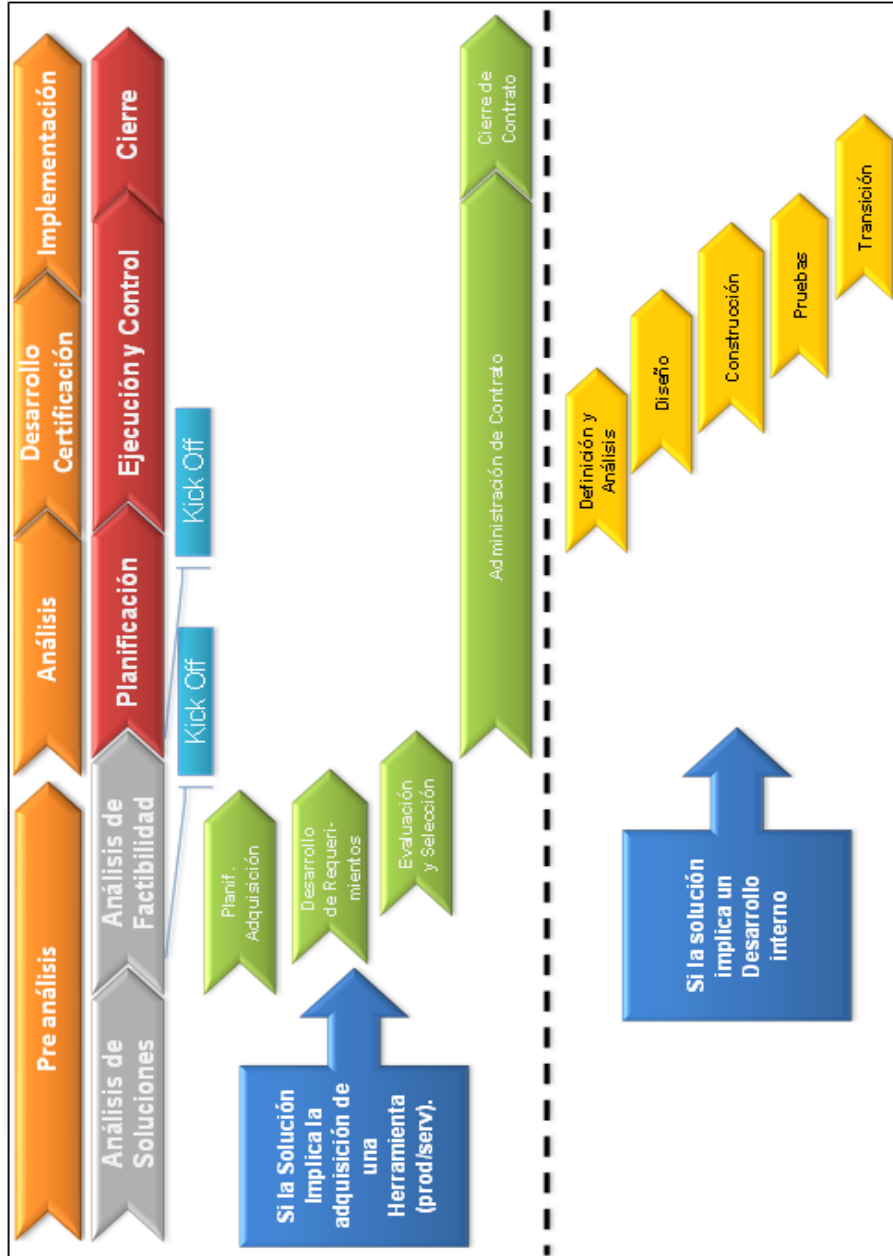 Pre análisis
Análisis
Desarrollo
Certificación
Implementación
Análisis de
Soluciones
Análisis de
Factibilidad
Planificación
Ejecución y Control
Cierre
Kick Off
Kick Off
Si la Solución
Implica la
adquisición de
una
Herramienta
(prod/serv).
Planif.
Adquisición
Desarrollo
de Requeri-
mientos
Evaluación
y Selección
Administración de Contrato
Cierre de
Contrato
Si la solución
implica un
Desarrollo
interno
Definición y
Análisis
Diseño
Construcción
Pruebas
Transición